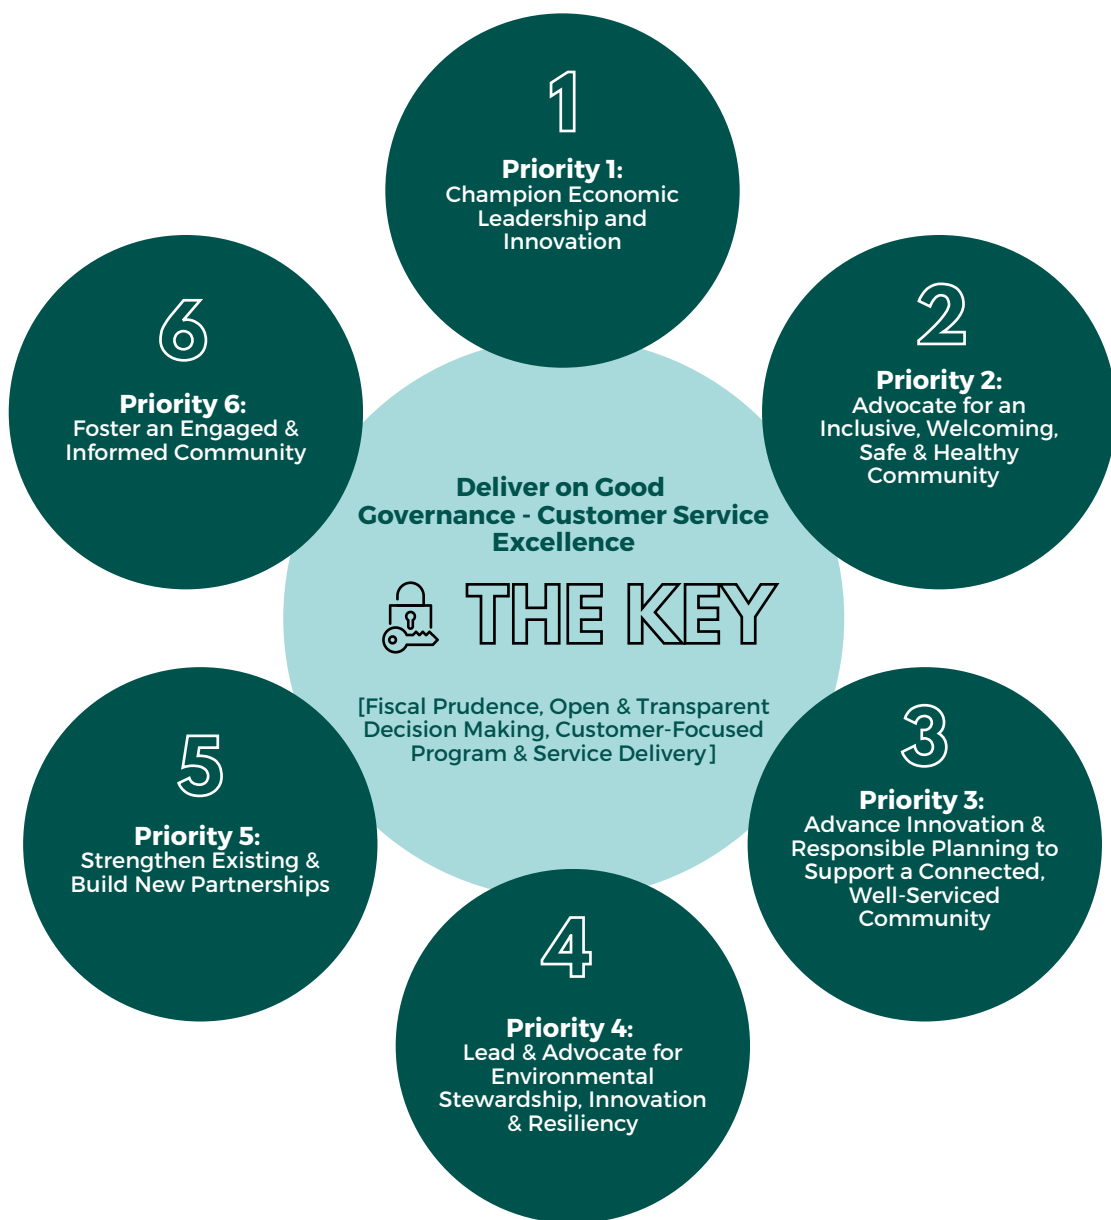 1
Priority 1:
Champion Economic
Leadership and
Innovation
2
Priority 2:
Advocate for an
Inclusive, Welcoming,
Safe & Healthy
Community
3
Priority 3:
Advance Innovation &
Responsible Planning to
Support a Connected,
Well-Serviced
Community
4
Priority 4:
Lead & Advocate for
Environmental
Stewardship, Innovation
& Resiliency
5
Priority 5:
Strengthen Existing &
Build New Partnerships
6
Priority 6:
Foster an Engaged &
Informed Community
Deliver on Good
Governance - Customer Service
Excellence
THE KEY
[Fiscal Prudence, Open & Transparent
Decision Making, Customer-Focused
Program & Service Delivery]